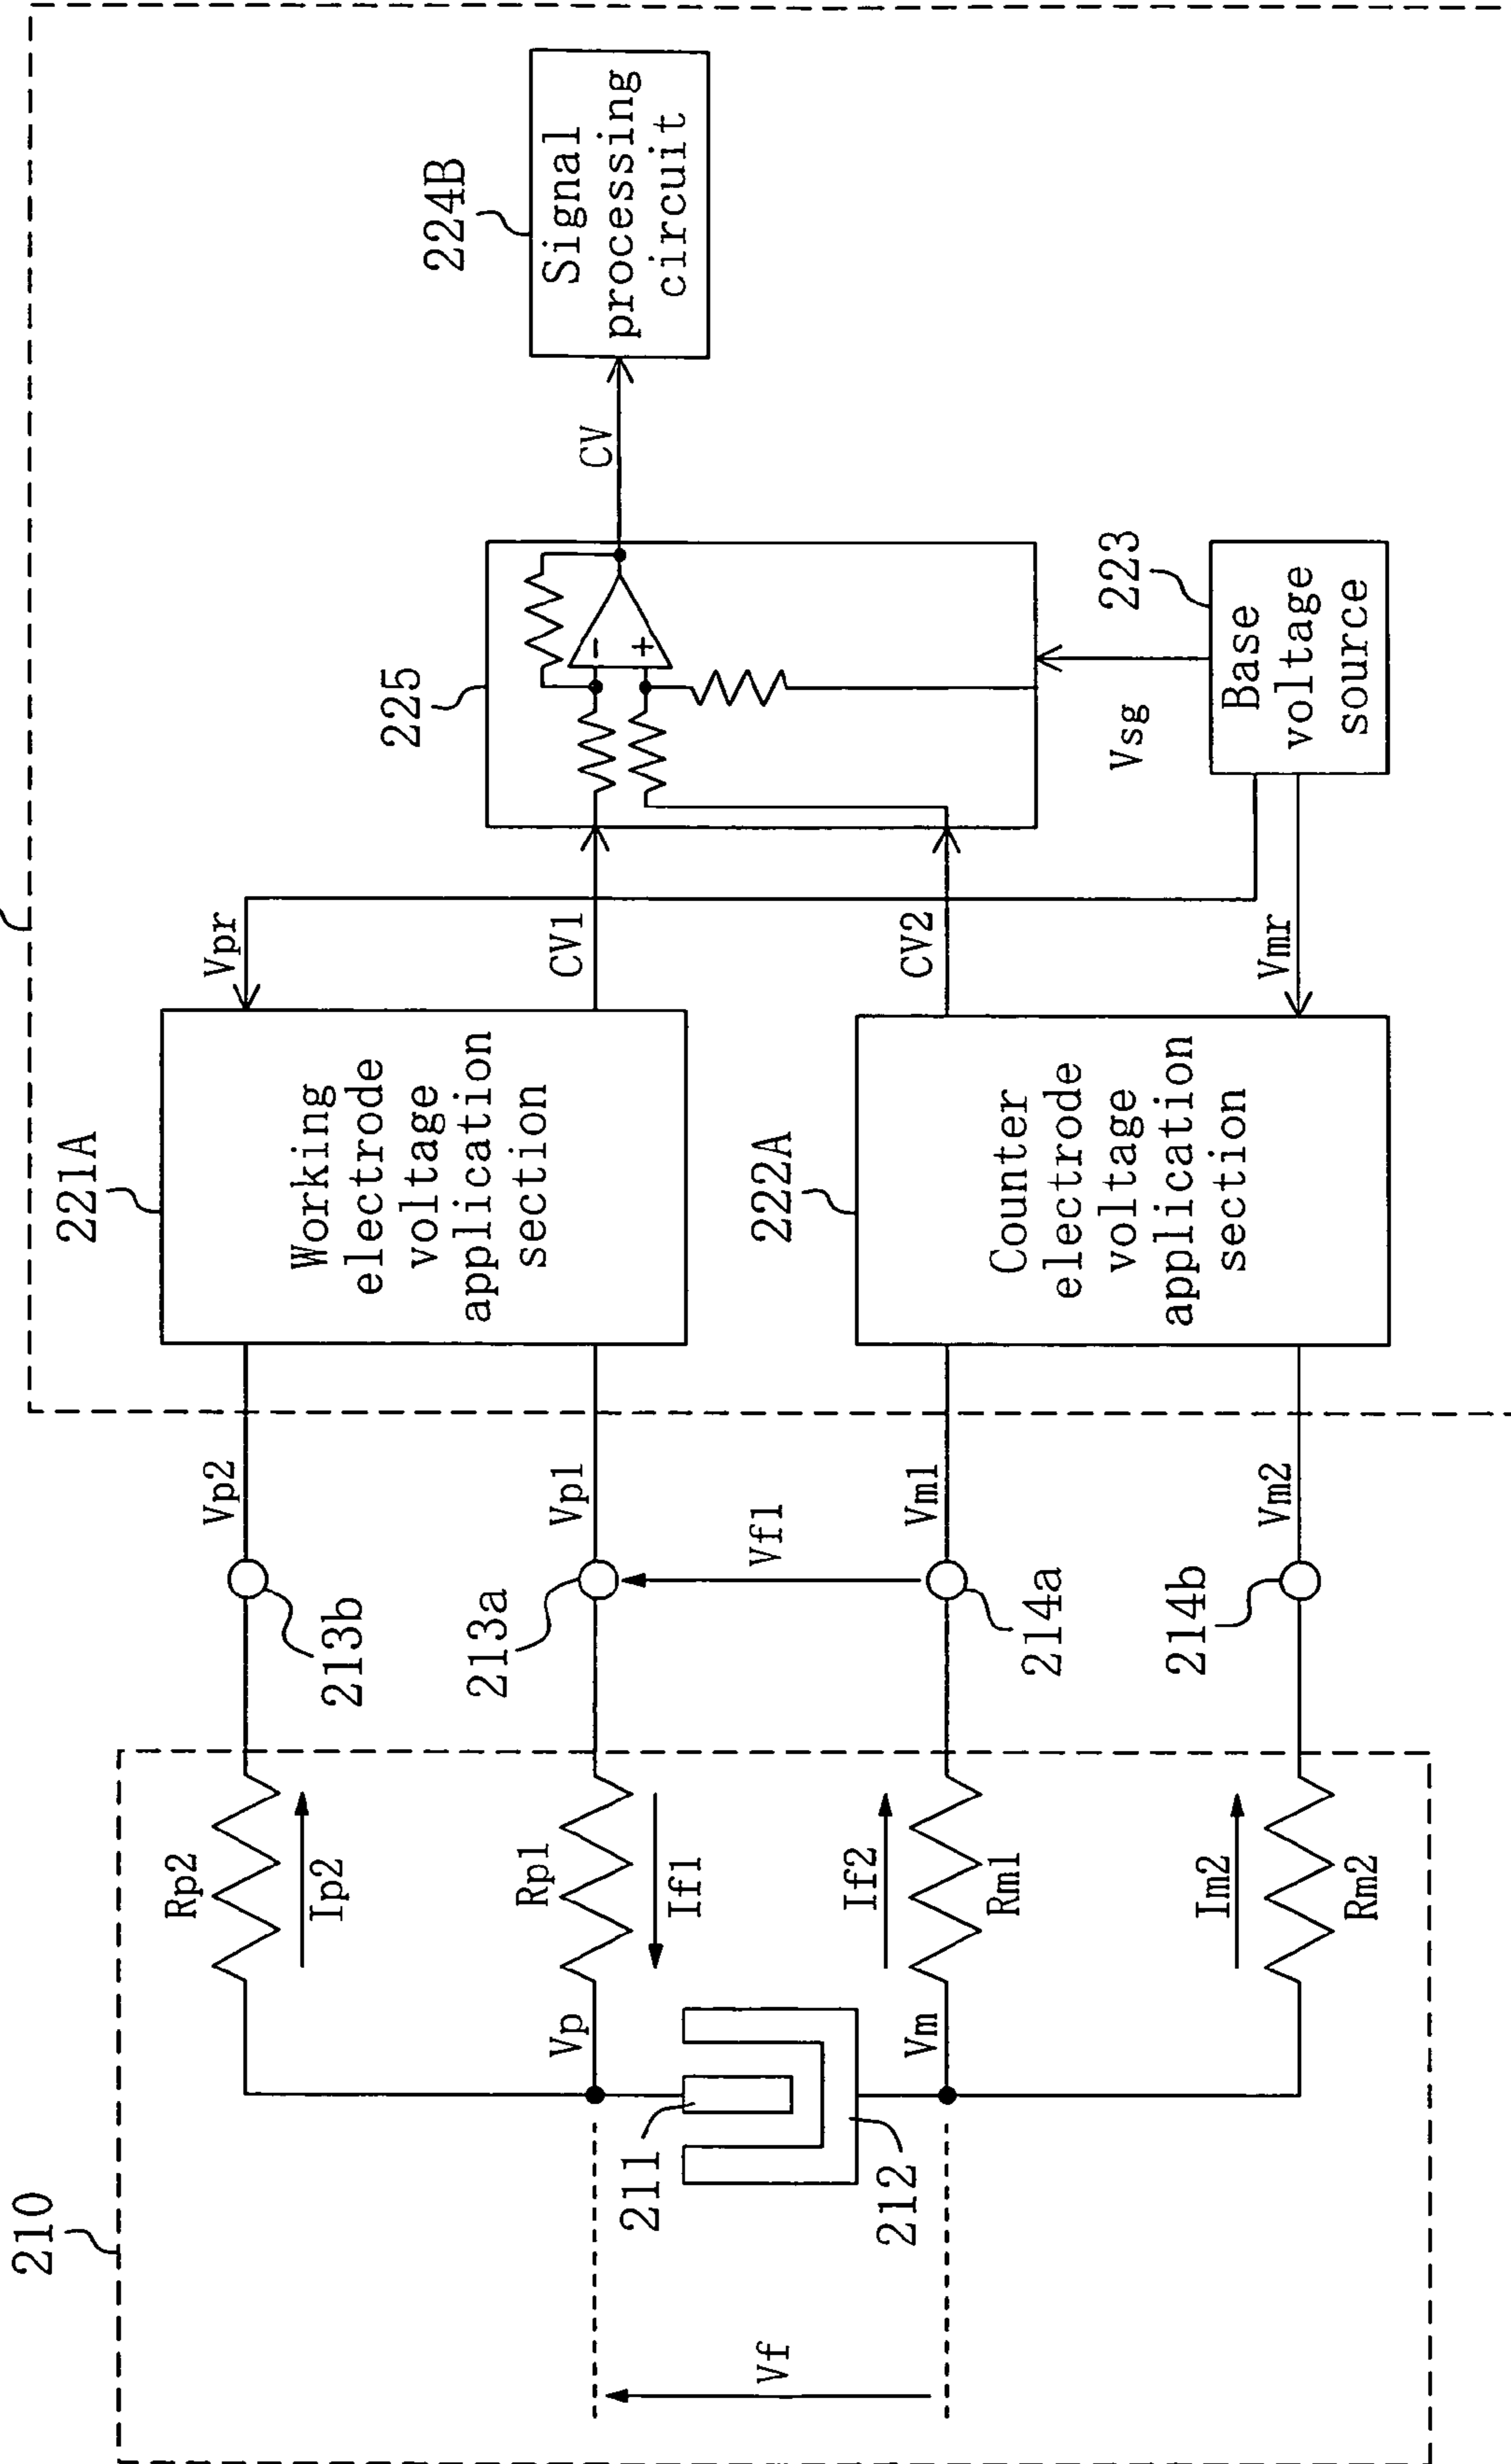 210
Vf
211
212
Vp
Vm
Rp2
Ip2
Rp1
If1
If2
Rm1
Im2
Rm2
213b
213a
214a
214b
Vf1
Vp2
Vp1
Vm1
Vm2
221A
Working
electrode
voltage
application
section
222A
Counter
electrode
voltage
application
section
Vpr
CV1
CV2
Vmr
225
-
+
Vsg
223
Base
voltage
source
CV
224B
Signal
processing
circuit